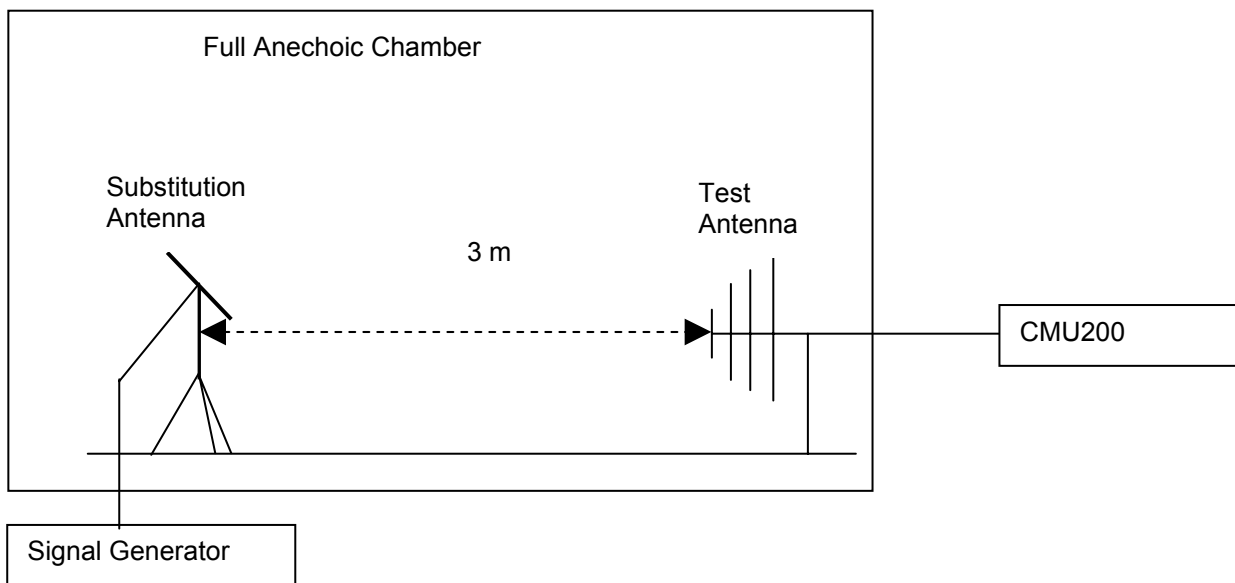 Full Anechoic Chamber
Substitution
Antenna
3 m
Test
Antenna
CMU200
Signal Generator